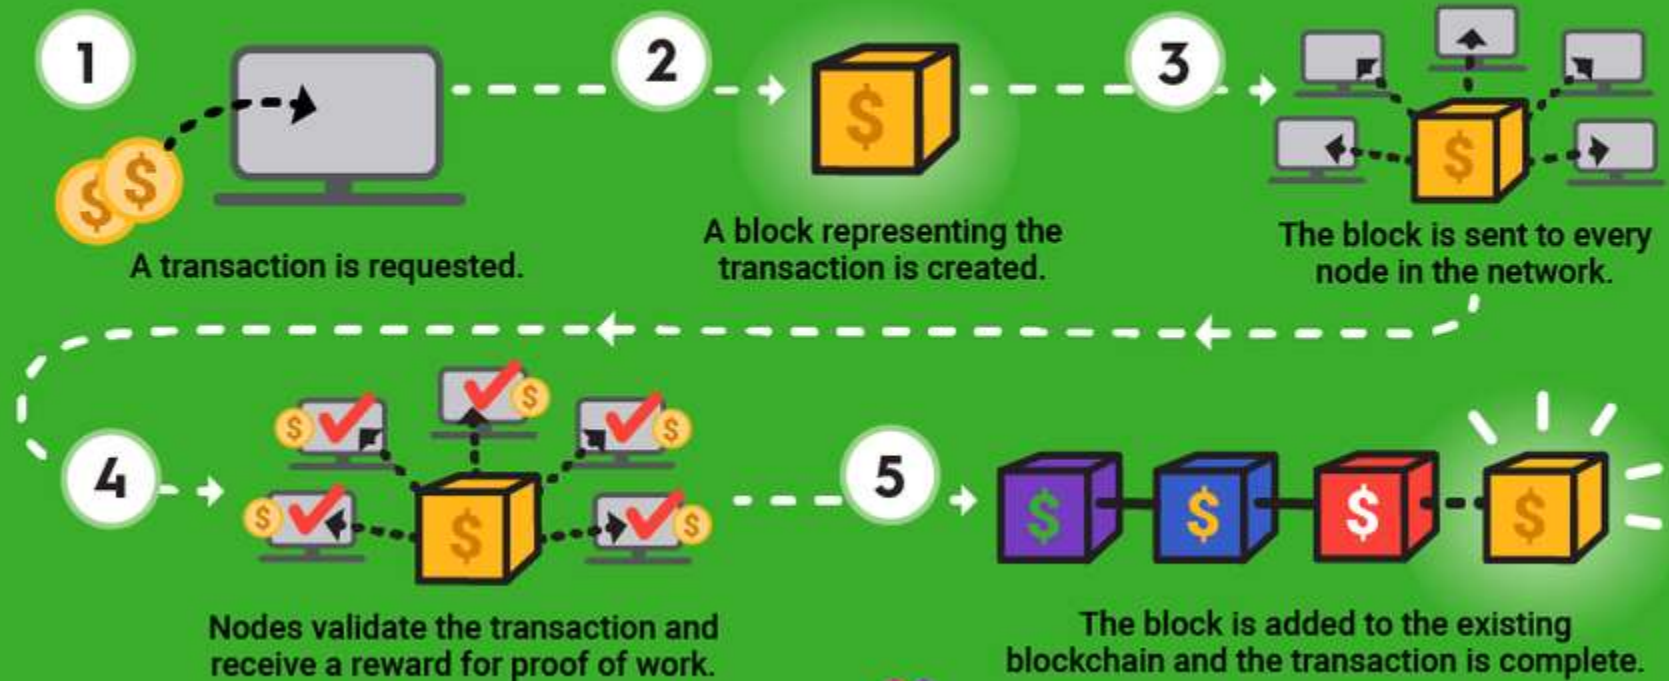 1
2
3
A transaction is requested.
A block representing the
transaction is created.
The block is sent to every
node in the network.
4
5
Nodes validate the transaction and
receive a reward for proof of work.
The block is added to the existing
blockchain and the transaction is complete.